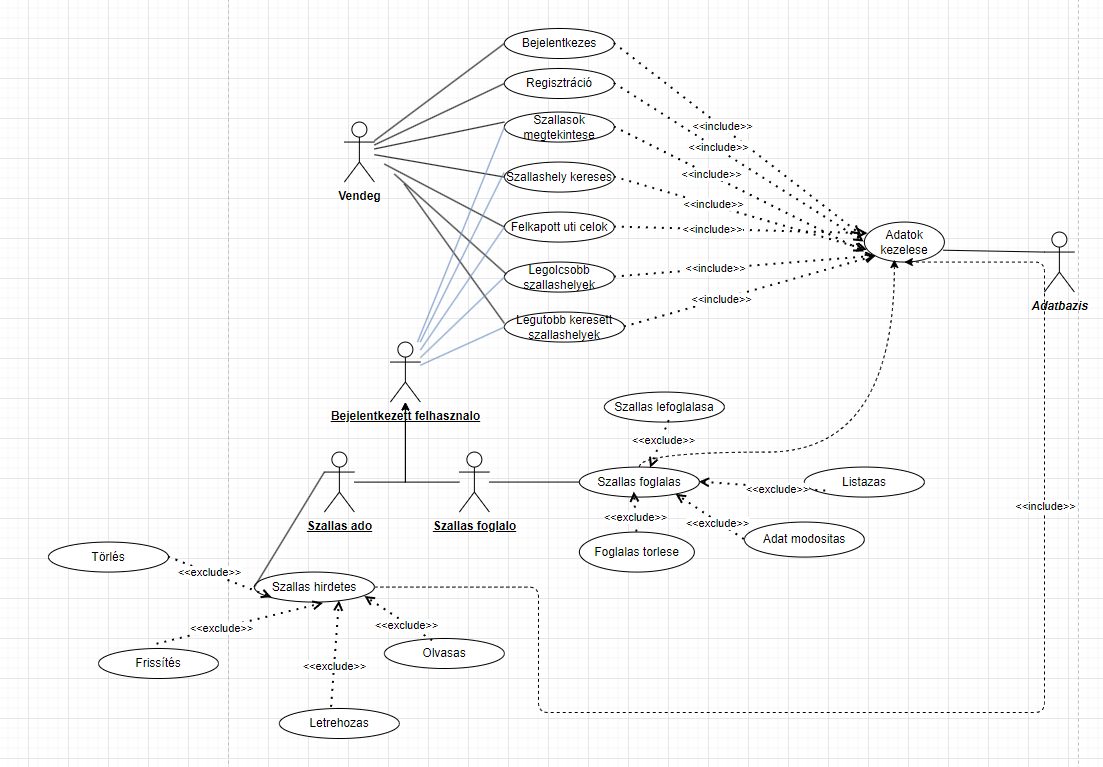 Bejelentkezes
Regisztráció
Szallasok
megtekintese
<<include>>
<<include>>
<<include>>
Vendeg
Szallashely kereses
<<include>>
Felkapott uti celok
<<include>>
Adatok
kezelese
Legolcsobb
szallashelyek
<<include>>
<<include>>
Adatbazis
Legutobb keresett
szallashelyek
Bejelentkezett felhasznalo
Szallas lefoglalasa
<<exclude>>
Szallas foglalas
<<exclude>>
Listazas
<<include>>
Szallas ado
Szallas foglalo
<<exclude>>
<<exclude>>
Adat modositas
Foglalas torlese
Törlés
<<exclude>>
Szallas hirdetes
<<exclude>>
<<exclude>>
Frissítés
<<exclude>>
Olvasas
Letrehozas